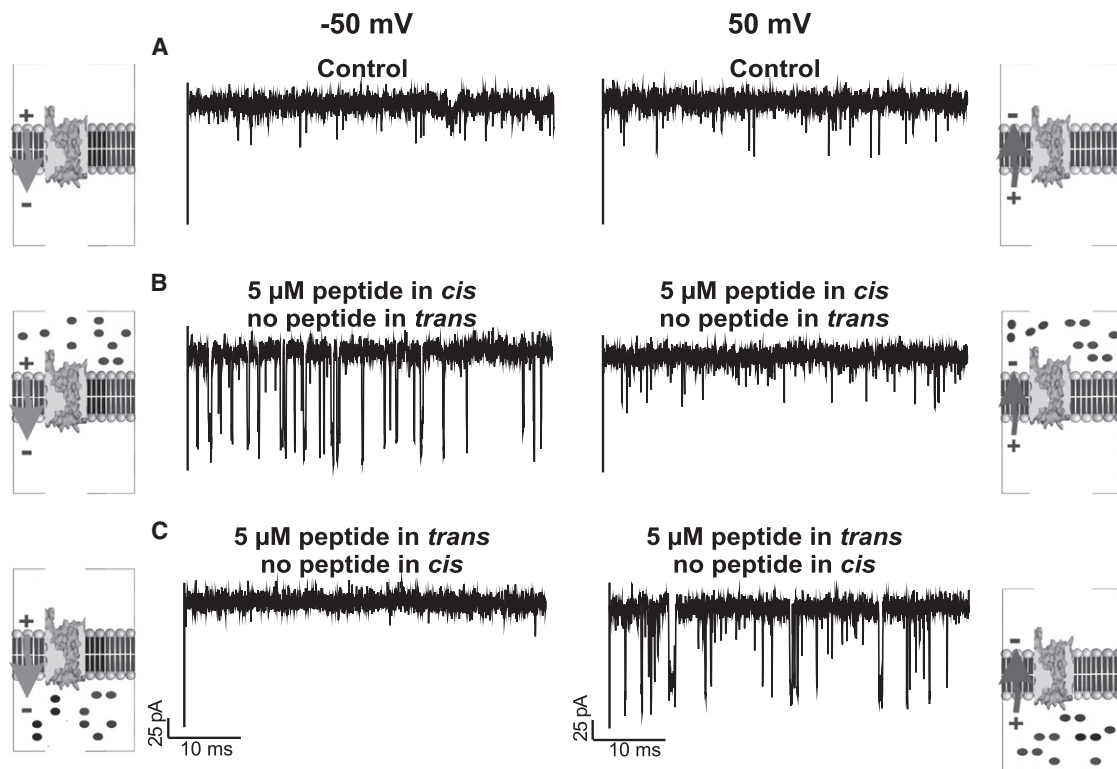 -50 mV
50 mV
A
Control
Control
+
-
-
+
B
5 µM peptide in cis
no peptide in trans
5 µM peptide in cis
no peptide in trans
+
-
-
+
C
5 µM peptide in trans
no peptide in cis
5 µM peptide in trans
no peptide in cis
+
-
-
+
25 pA
10 ms
25 pA
10 ms